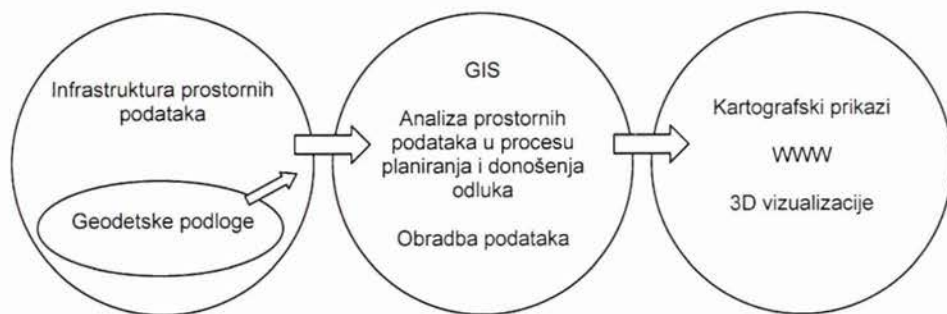 Infrastruktura prostornih
podataka
Geodetske podloge
GIS
Analiza prostornih
podataka u procesu
planiranja i donošenja
odluka
Obradba podataka
Kartografski prikazi
WWW
3D vizualizacije